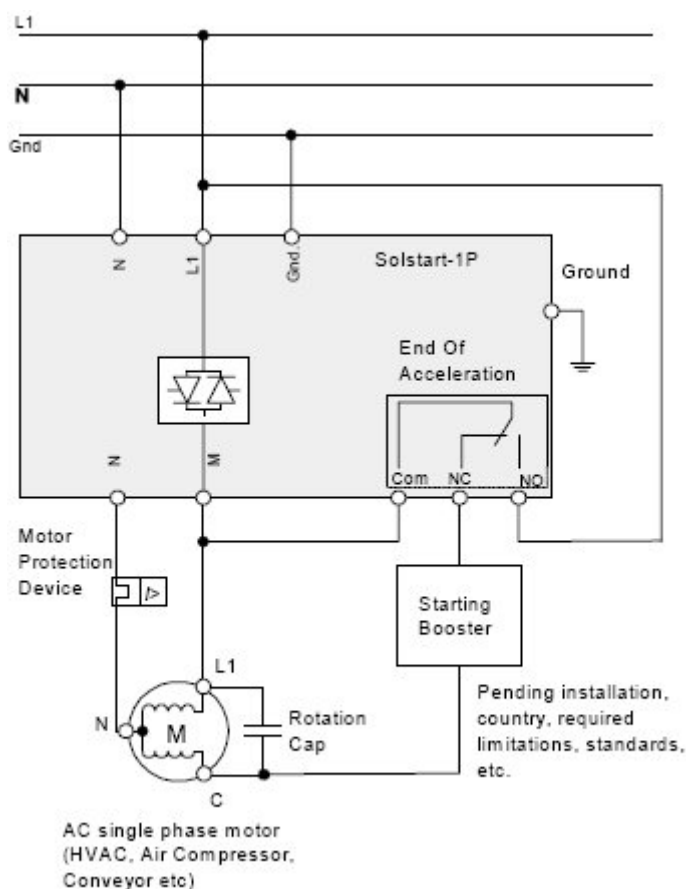 L1
N
Gnd
N
L1
Gnd.
Solstart-1P
Ground
End Of
Acceleration
N
M
Com
NC
NO
Motor
Protection
Device
I>
Starting
Booster
L1
N
M
Rotation
Cap
C
Pending installation,
country, required
limitations, standards,
etc.
AC single phase motor
(HVAC, Air Compressor,
Conveyor etc)